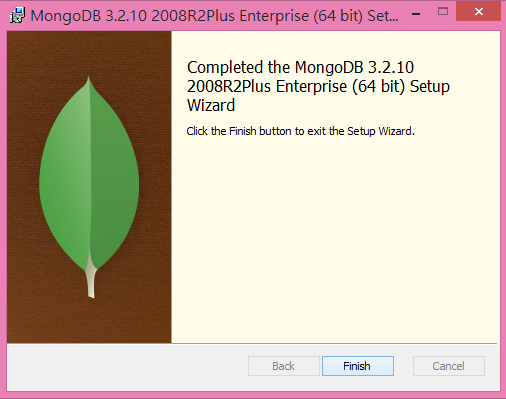 MongoDB 3.2.10 2008R2Plus Enterprise (64 bit) Set...
Completed the MongoDB 3.2.10
2008R2Plus Enterprise (64 bit) Setup
Wizard
Click the Finish button to exit the Setup Wizard.
Back
Finish
Cancel